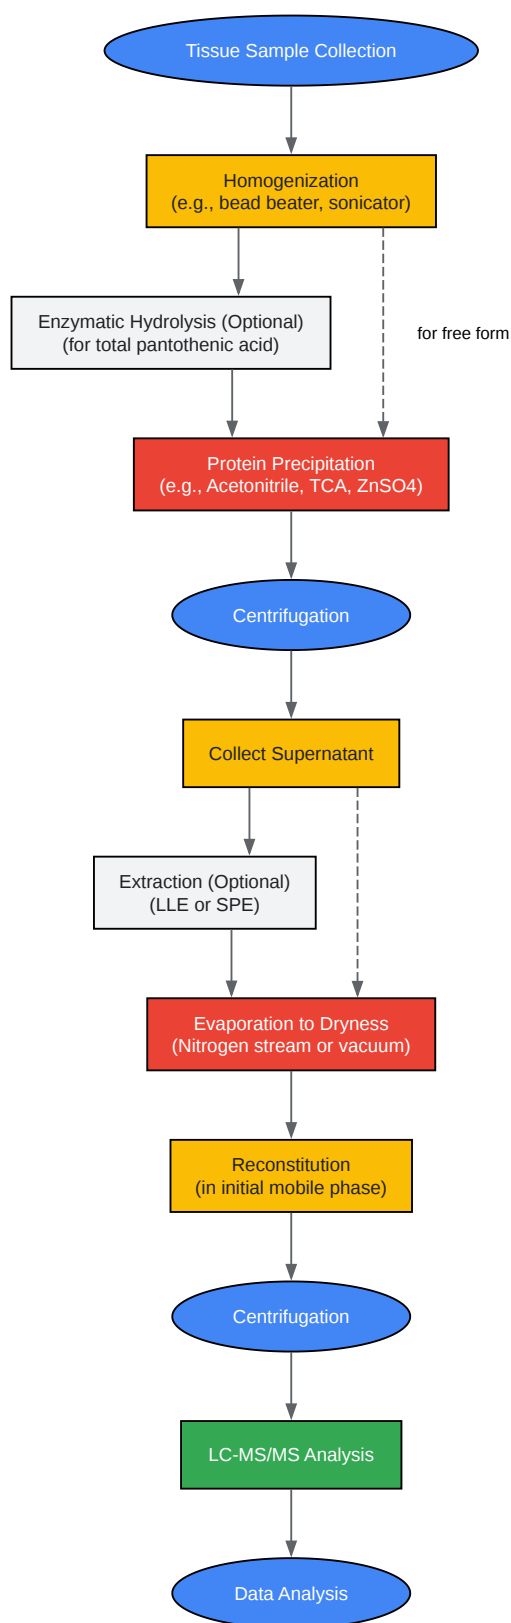 Tissue Sample Collection
Homogenization
(e.g., bead beater, sonicator)
Enzymatic Hydrolysis (Optional)
(for total pantothenic acid)
for free form
Protein Precipitation
(e.g., Acetonitrile, TCA, ZnSO4)
Centrifugation
Collect Supernatant
Extraction (Optional)
(LLE or SPE)
Evaporation to Dryness
(Nitrogen stream or vacuum)
Reconstitution
(in initial mobile phase)
Centrifugation
LC-MS/MS Analysis
Data Analysis